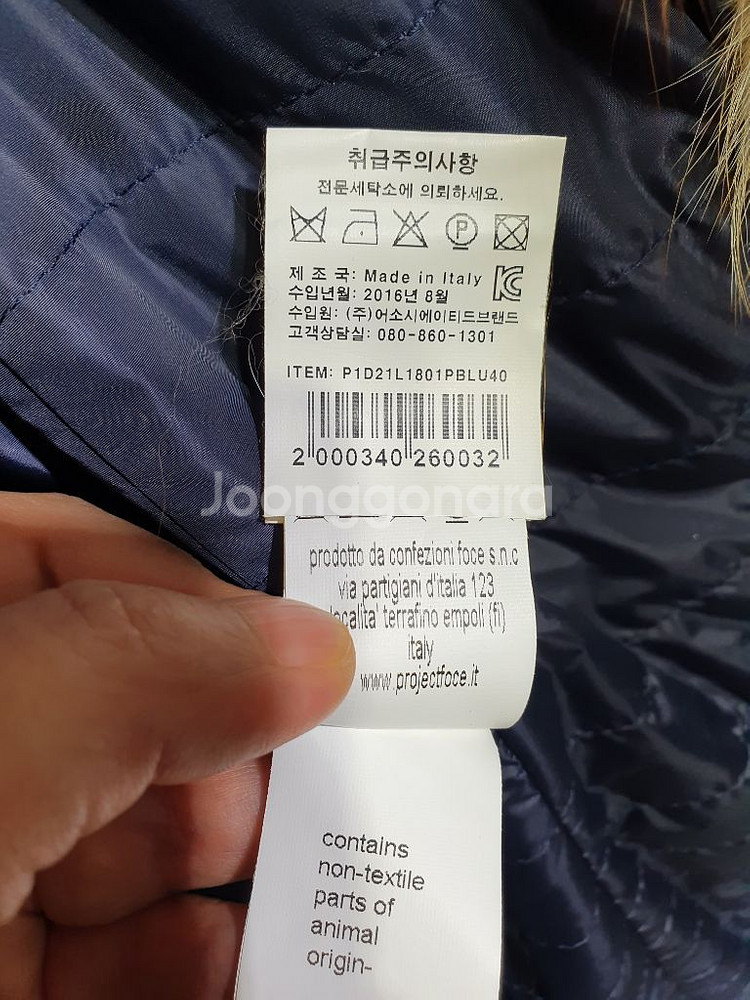 취급주의사항
전문세탁소에 의뢰하세요.
P
제 조 국: Made in Italy
수입년월: 2016년 8월
수입원: (주)어소시에이티드브랜드
고객상담실: 080-860-1301
ITEM: P1D21L1801PBLU40
2 000340 260032
Joonggonara
prodotto da confezioni foce s.n.c
via partigiani d'italia 123
localita' terrafino empoli (fi)
italy
www.projectfoce.it
contains
non-textile
parts of
animal
origin-